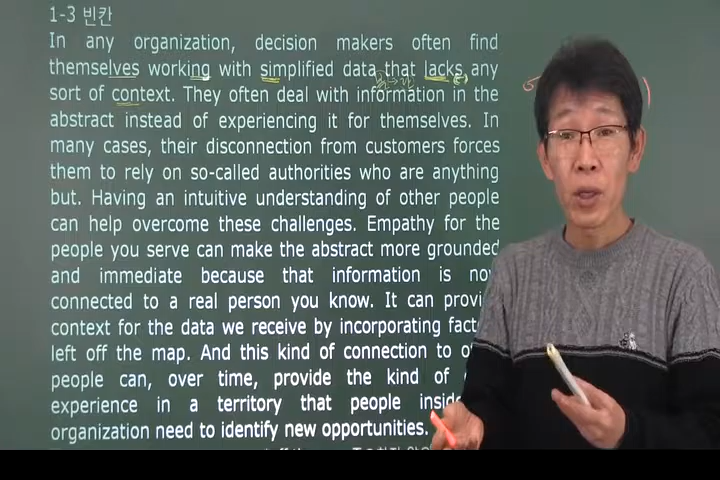 1-3 빈칸
In any organization, decision makers often find
themselves working with simplified data that lacks any
sort of context. They often deal with information in the
abstract instead of experiencing it for themselves. In
many cases, their disconnection from customers forces
them to rely on so-called authorities who are anything
but. Having an intuitive understanding of other people
can help overcome these challenges. Empathy for the
people you serve can make the abstract more grounded
and immediate because that information is now
connected to a real person you know. It can
context for the data we receive by incorporating
left off the map. And this kind of connection to
people can, over time, provide the kind of
experience in a territory that people
organization need to identify new opportunities.